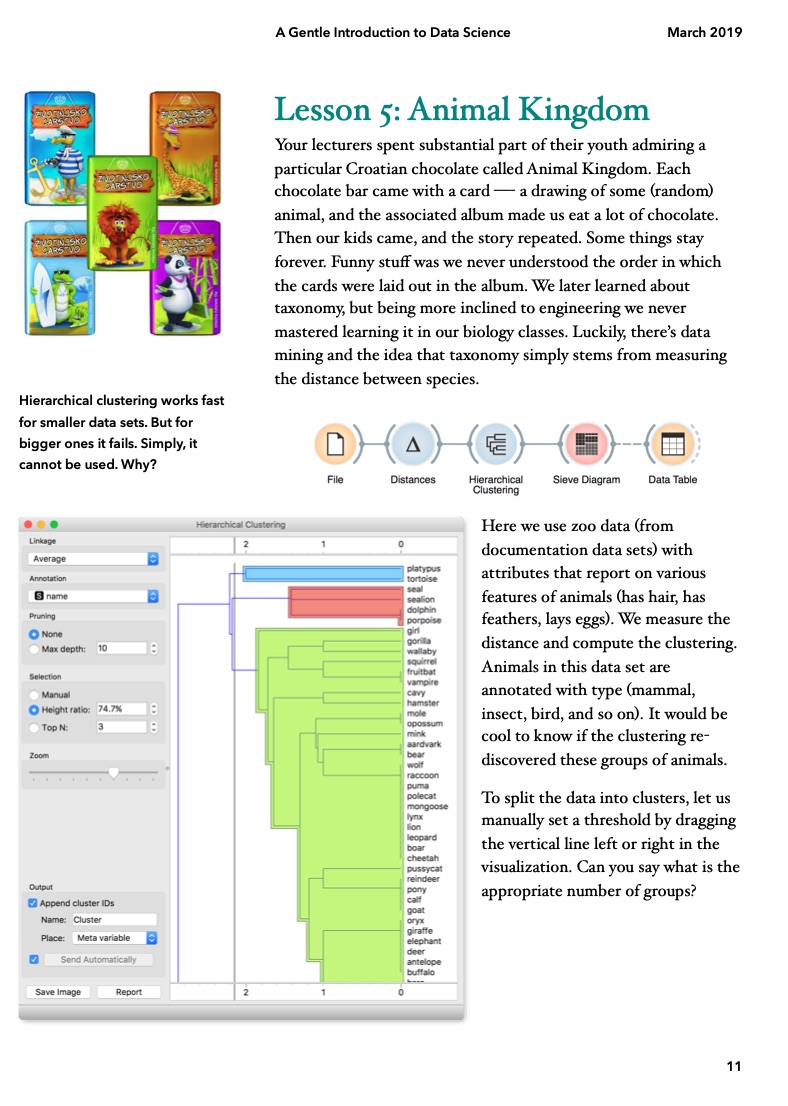 A Gentle Introduction to Data Science
March 2019
ŽIVOTINJSKO
CARSTVO
ŽIVOTINJSKO
CARSTVO
ŽIVOTINJSKO
CARSTVO
ŽIVOTINJSKO
CARSTVO
ŽIVOTINJSKO
CARSTVO
Lesson 5: Animal Kingdom
Your lecturers spent substantial part of their youth admiring a
particular Croatian chocolate called Animal Kingdom. Each
chocolate bar came with a card — a drawing of some (random)
animal, and the associated album made us eat a lot of chocolate.
Then our kids came, and the story repeated. Some things stay
forever. Funny stuff was we never understood the order in which
the cards were laid out in the album. We later learned about
taxonomy, but being more inclined to engineering we never
mastered learning it in our biology classes. Luckily, there's data
mining and the idea that taxonomy simply stems from measuring
the distance between species.
Hierarchical clustering works fast
for smaller data sets. But for
bigger ones it fails. Simply, it
cannot be used. Why?
File
Distances
Hierarchical
Clustering
Sieve Diagram
Data Table
Hierarchical Clustering
Linkage
Average
Annotation
S name
Pruning
None
Max depth: 10
Selection
Manual
Height ratio: 74.7%
Top N: 3
Zoom
Output
Append cluster IDs
Name: Cluster
Place: Meta variable
Send Automatically
Save Image
Report
2 1 0
platypus
tortoise
seal
sealion
dolphin
porpoise
girl
gorilla
wallaby
squirrel
fruitbat
vampire
cavy
hamster
mole
opossum
mink
aardvark
bear
wolf
raccoon
puma
polecat
mongoose
lynx
lion
leopard
boar
cheetah
pussycat
reindeer
pony
calf
goat
oryx
giraffe
elephant
deer
antelope
buffalo
2 1 0
Here we use zoo data (from
documentation data sets) with
attributes that report on various
features of animals (has hair, has
feathers, lays eggs). We measure the
distance and compute the clustering.
Animals in this data set are
annotated with type (mammal,
insect, bird, and so on). It would be
cool to know if the clustering re-
discovered these groups of animals.
To split the data into clusters, let us
manually set a threshold by dragging
the vertical line left or right in the
visualization. Can you say what is the
appropriate number of groups?
11